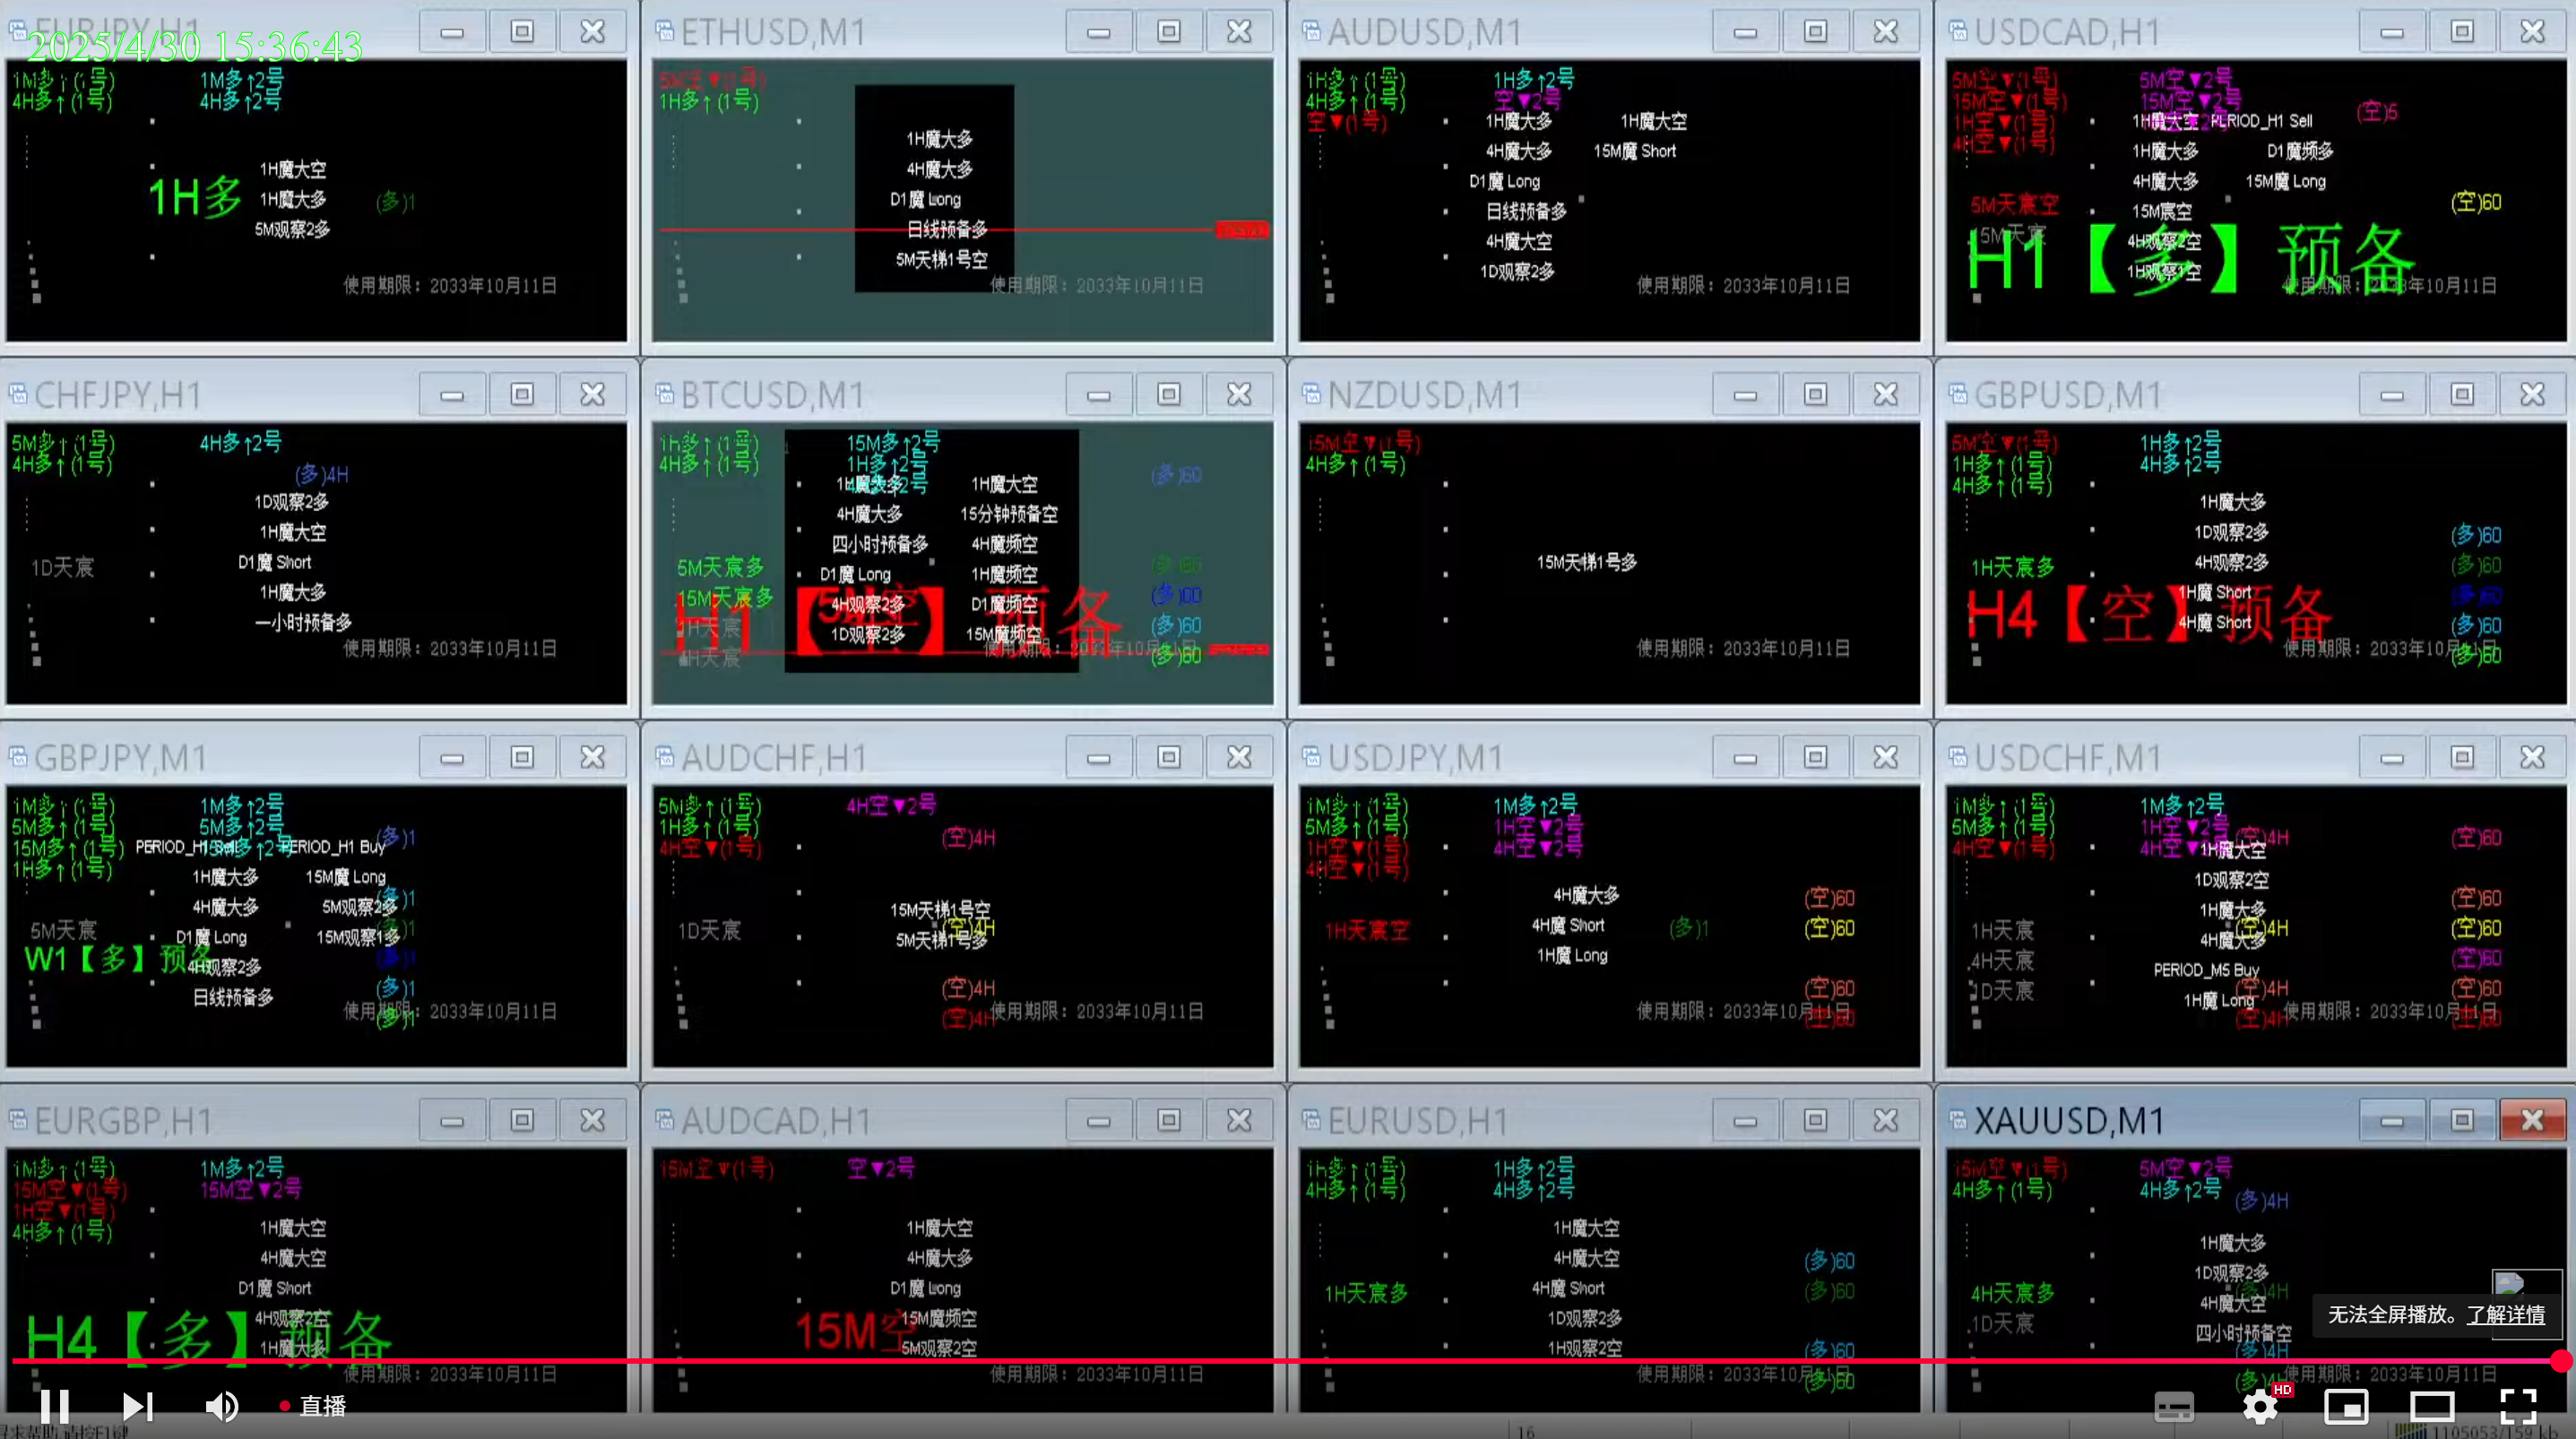 EURJPY,H1
2025/4/30 15:36:43
1M多↑(1号) 1M多↑2号
4H多↑(1号) 4H多↑2号
1H魔大空
1H多 1H魔大多 (多)1
5M观察2多
使用期限：2033年10月11日
ETHUSD,M1
5M空▼(1号)
1H多↑(1号)
1H魔大多
4H魔大多
D1魔 Long
日线预备多
5M天梯1号空
使用期限：2033年10月11日
AUDUSD,M1
1H多↑(1号) 1H多↑2号
4H多↑(1号) 空▼2号
空▼(1号) 1H魔大多 1H魔大空
4H魔大多 15M魔 Short
D1魔 Long
日线预备多
4H魔大空
1D观察2多
使用期限：2033年10月11日
USDCAD,H1
5M空▼(1号) 5M空▼2号
15M空▼(1号) 15M空▼2号 (空)5
1H空▼(1号) 1H魔大空 PERIOD_H1 Sell
4H空▼(1号) 1H魔大多 D1魔频多
4H魔大多 15M魔 Long
5M天宸空 15M宸空 (空)60
15M天宸 4H观察2空
H1【多】预备
1H观察1空
使用期限：2033年10月11日
CHFJPY,H1
5M多↑(1号) 4H多↑2号
4H多↑(1号) (多)4H
1D观察2多
1H魔大空
1D天宸 D1魔 Short
1H魔大多
一小时预备多
使用期限：2033年10月11日
BTCUSD,M1
1h多↑(1号) 15M多↑2号
4H多↑(1号) 1H多↑2号 (多)60
1H魔大多 1H魔大空
4H魔大多 15分钟预备空
四小时预备多 4H魔频空
5M天宸多 D1魔 Long 1H魔频空 (多)60
15M天宸多 4H观察2多 D1魔频空 (多)60
H1 预备
1H天宸 1D观察2多 15M魔频空 (多)60
4H天宸 (多)60
NZDUSD,M1
15M空▼(1号)
4H多↑(1号)
15M天梯1号多
使用期限：2033年10月11日
GBPUSD,M1
5M空▼(1号) 1H多↑2号
1H多↑(1号) 4H多↑2号
4H多↑(1号) 1H魔大多
1D观察2多 (多)60
1H天宸多 4H观察2多 (多)60
1H魔 Short (多)60
H4【空】预备
4H魔 Short (多)60
使用期限：2033年10月11日 (多)60
GBPJPY,M1
1M多↑(1号) 1M多↑2号
5M多↑(1号) 5M多↑2号 (多)1
15M多↑(1号) 15M多↑2号 PERIOD_H1 Buy
1H多↑(1号) 1H魔大多 15M魔 Long
4H魔大多 5M观察2多 (多)1
5M天宸 D1魔 Long 15M观察1多 (多)1
W1【多】预备 4H观察2多 (多)1
日线预备多 (多)1
使用期限：2033年10月11日
(多)1
AUDCHF,H1
5M多↑(1号) 4H空▼2号
1H多↑(1号) (空)4H
4H空▼(1号)
15M天梯1号空
1D天宸 (空)4H
5M天梯1号多
(空)4H
(空)4H 使用期限：2033年10月11日
USDJPY,M1
1M多↑(1号) 1M多↑2号
5M多↑(1号) 1H空▼2号
1H空▼(1号) 4H空▼2号
4H空▼(1号) 4H魔大多 (空)60
1H天宸空 4H魔 Short (多)1 (空)60
1H魔 Long
(空)60
使用期限：2033年10月11日 (空)60
USDCHF,M1
1M多↑(1号) 1M多↑2号
5M多↑(1号) 1H空▼2号 (空)4H (空)60
4H空▼(1号) 4H空▼2号 1H魔大空
1D观察2空 (空)60
1H天宸 1H魔大多 (空)4H (空)60
4H天宸 4H魔大多 (空)60
1D天宸 PERIOD_M5 Buy (空)4H (空)60
1H魔 Long (空)4H 使用期限：2033年10月11日 (空)60
EURGBP,H1
1M多↑(1号) 1M多↑2号
15M空▼(1号) 15M空▼2号
1H空▼(1号) 1H魔大空
4H多↑(1号) 4H魔大空
D1魔 Short
4H观察2空
H4【多】预备
1H魔大多
使用期限：2033年10月11日
AUDCAD,H1
15M空▼(1号) 空▼2号
1H魔大空
4H魔大多
D1魔 Long
15M空 15M魔频空
5M观察2空
使用期限：2033年10月11日
EURUSD,H1
1h多↑(1号) 1H多↑2号
4H多↑(1号) 4H多↑2号
1H魔大空
4H魔大空 (多)60
1H天宸多 4H魔 Short (多)60
1D观察2多
1H观察2空 (多)60
使用期限：2033年10月11日 (多)60
XAUUSD,M1
15M空▼(1号) 5M空▼2号
4H多↑(1号) 4H多↑2号 (多)4H
1H魔大多
1D观察2多
4H天宸多 4H魔大空 (多)4H
1D天宸 四小时预备空
(多)4H
(多)4H 使用期限：2033年10月11日
无法全屏播放。了解详情
直播
HD
16
1105053/159 kb